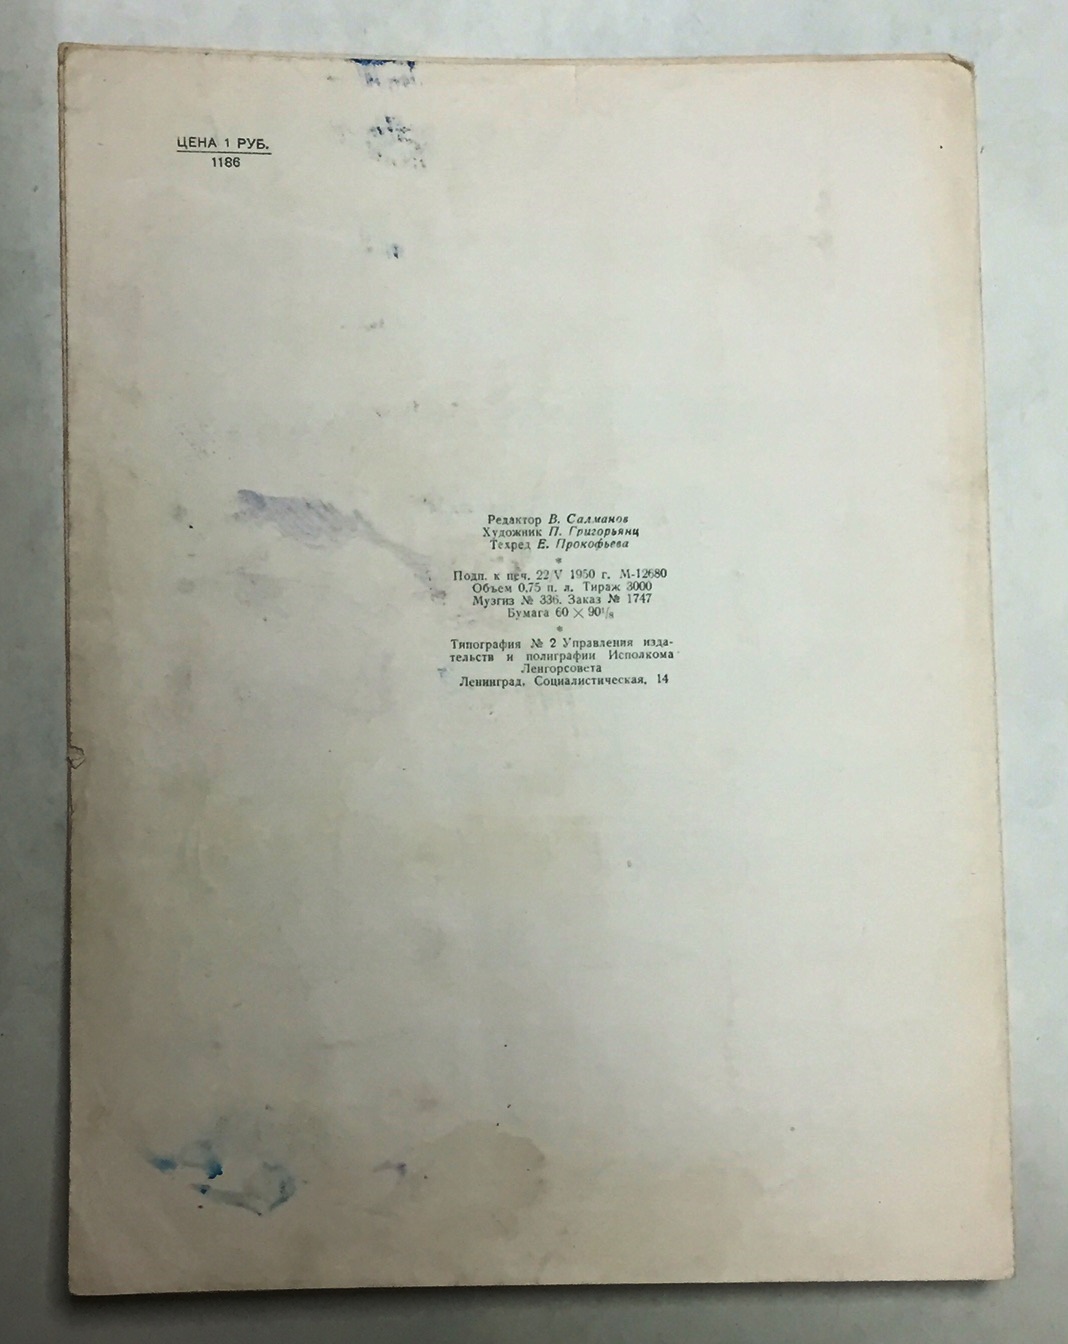 ЦЕНА 1 РУБ.
1186
Редактор В. Салманов
Художник П. Григорьянц
Техред Е. Прокофьева
*
Подп. к печ. 22/V 1950 г. М-12680
Объем 0,75 п. л. Тираж 3000
Музгиз № 336. Заказ № 1747
Бумага 60 × 90¹/₈
*
Типография № 2 Управления изда-
тельств и полиграфии Исполкома
Ленгорсовета
Ленинград, Социалистическая, 14